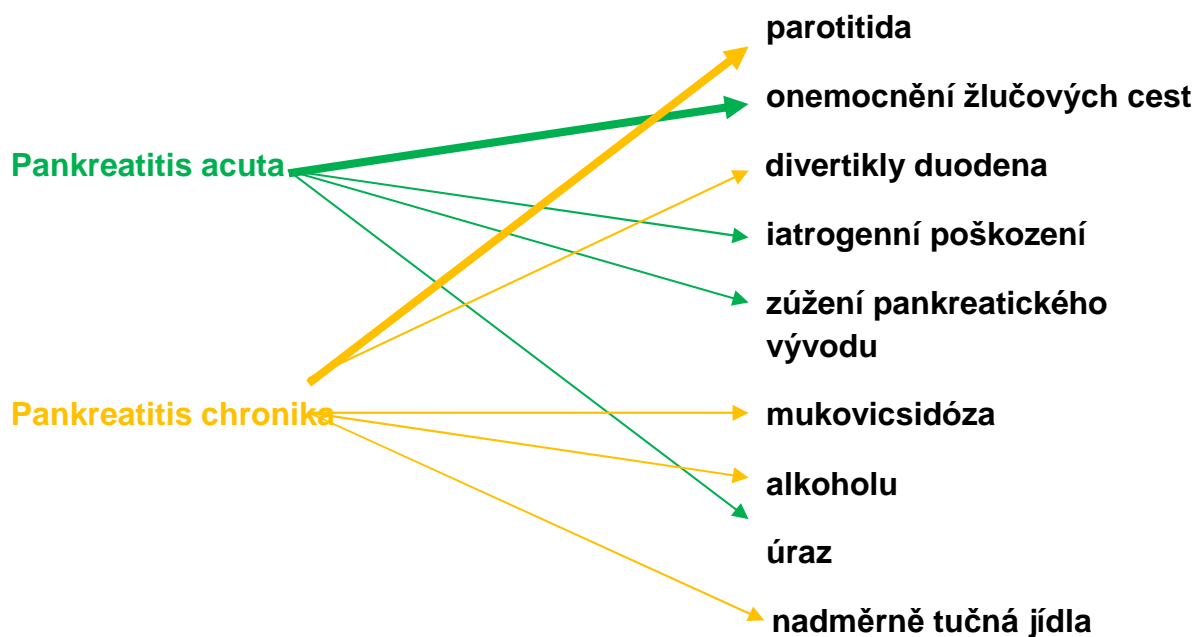 parotitida
onemocnění žlučových cest
Pankreatitis acuta
divertikly duodena
iatrogenní poškození
zúžení pankreatického
vývodu
Pankreatitis chronika
mukovicsidóza
alkoholu
úraz
nadměrně tučná jídla